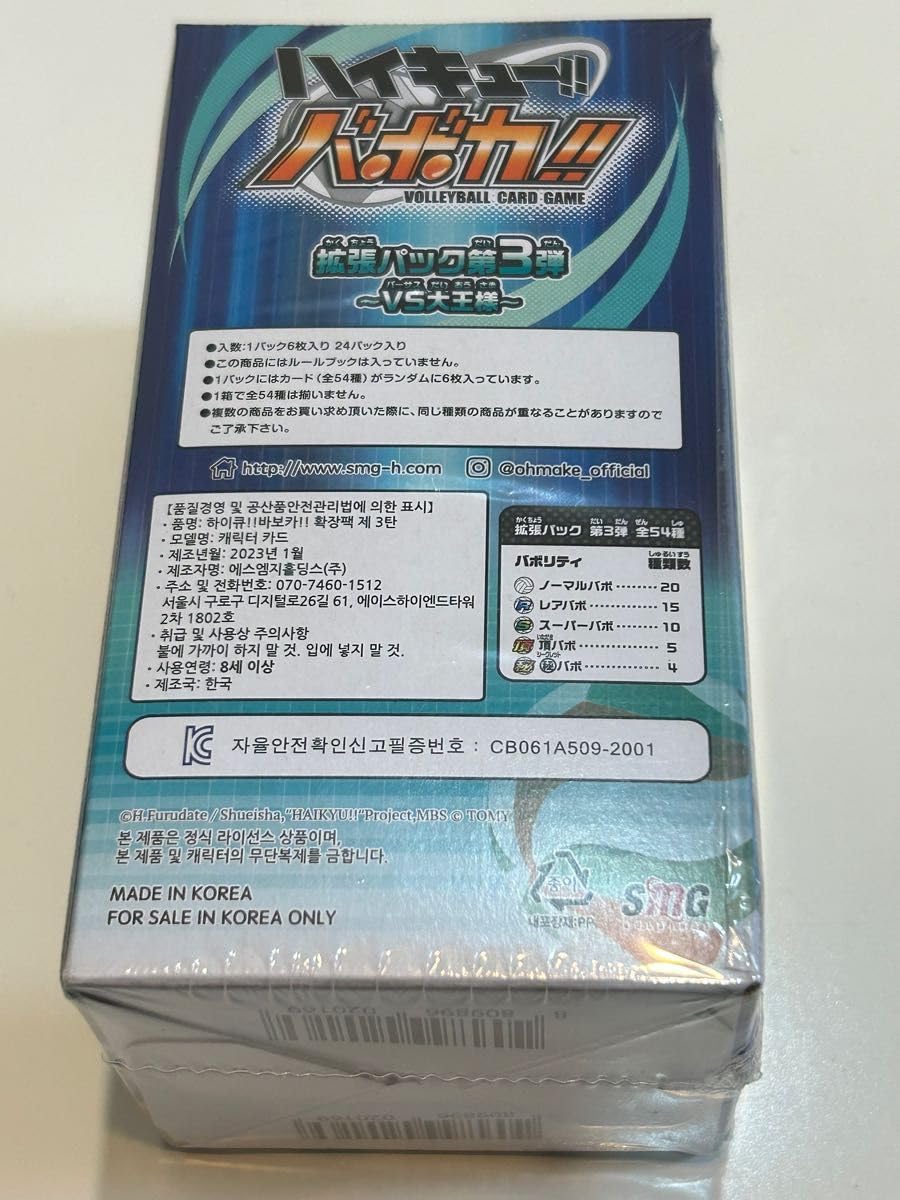 ハイキュー!!
バボカ!!
VOLLEYBALL CARD GAME
拡張パック第3弾
～VS大王様～
●入数:1パック6枚入り 24パック入り
●この商品にはルールブックは入っていません。
●1パックにはカード(全54種)がランダムに6枚入っています。
●1箱で全54種は揃いません。
●複数の商品をお買い求め頂いた際に、同じ種類の商品が重なることがありますので
ご了承下さい。
http://www.smg-h.com @ohmake_official
【품질경영 및 공산품안전관리법에 의한 표시】
· 품명: 하이큐!!바보카!! 확장팩 제 3탄
· 모델명: 캐릭터 카드
· 제조년월: 2023년 1월
· 제조자명: 에스엠지홀딩스(주)
· 주소 및 전화번호: 070-7460-1512
서울시 구로구 디지털로26길 61, 에이스하이엔드타워
2차 1802호
· 취급 및 사용상 주의사항
불에 가까이 하지 말 것. 입에 넣지 말 것.
· 사용연령: 8세 이상
· 제조국: 한국
拡張パック 第3弾 全54種
バボリティ 種類数
ノーマルバボ 20
レアバボ 15
スーパーバボ 10
頂バボ 5
㊙バボ 4
자율안전확인신고필증번호 : CB061A509-2001
©H.Furudate / Shueisha,"HAIKYU!!"Project,MBS © TOMY
본 제품은 정식 라이선스 상품이며,
본 제품 및 캐릭터의 무단복제를 금합니다.
MADE IN KOREA
FOR SALE IN KOREA ONLY
종이
내포장재:PP
SMG
8 809896 020169